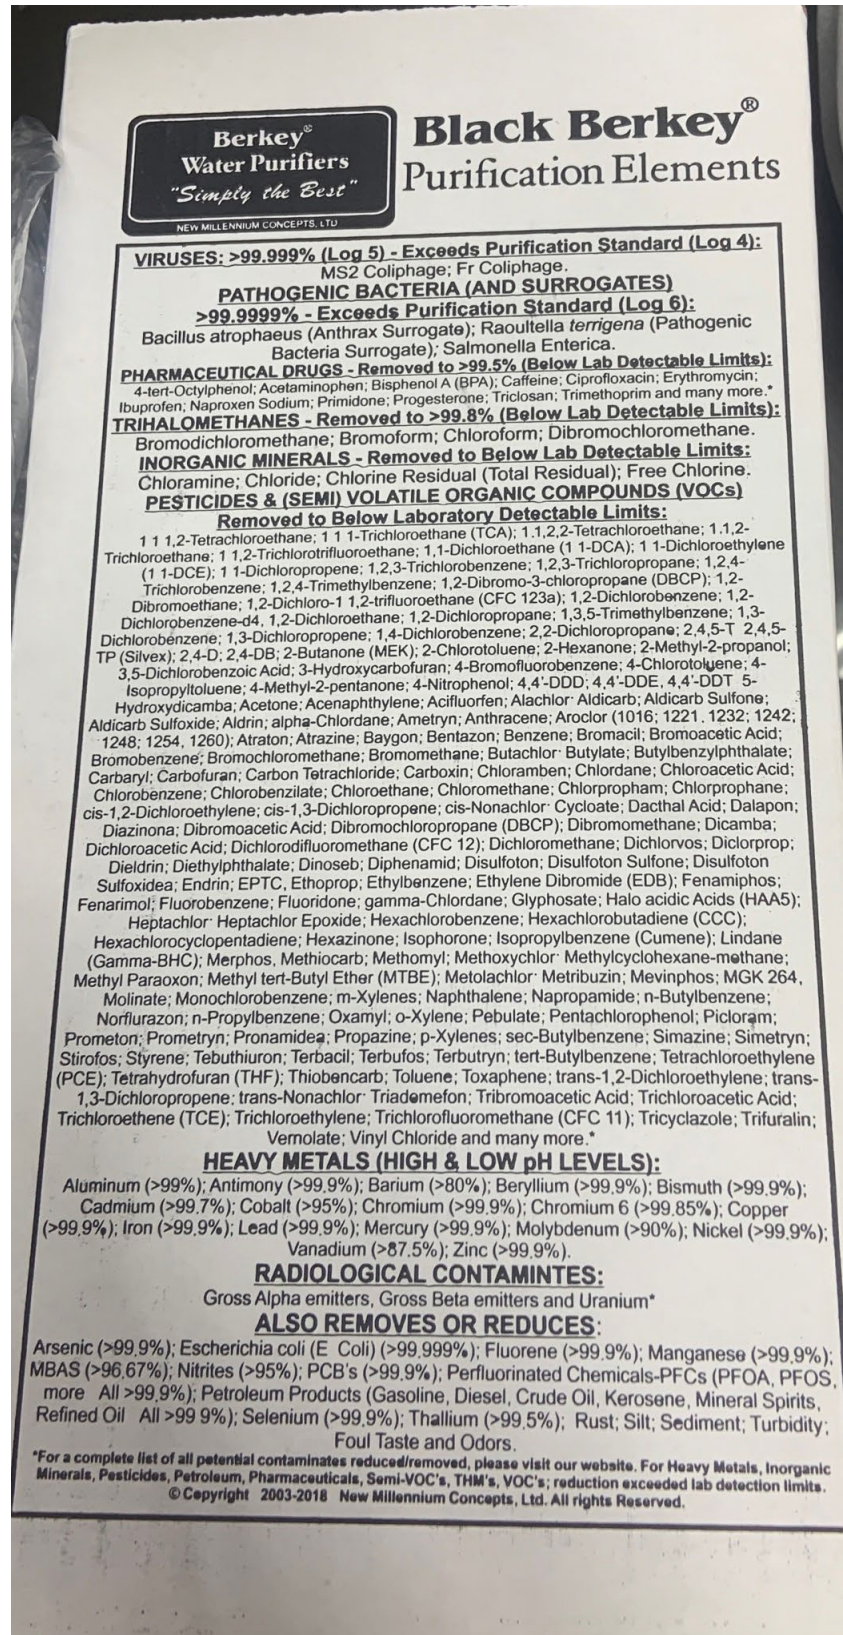 Berkey®
Water Purifiers
"Simply the Best"
NEW MILLENNIUM CONCEPTS, LTD
Black Berkey®
Purification Elements
VIRUSES: >99.999% (Log 5) - Exceeds Purification Standard (Log 4):
MS2 Coliphage; Fr Coliphage.
PATHOGENIC BACTERIA (AND SURROGATES)
>99.9999% - Exceeds Purification Standard (Log 6):
Bacillus atrophaeus (Anthrax Surrogate); Raoultella terrigena (Pathogenic
Bacteria Surrogate); Salmonella Enterica.
PHARMACEUTICAL DRUGS - Removed to >99.5% (Below Lab Detectable Limits):
4-tert-Octylphenol; Acetaminophen; Bisphenol A (BPA); Caffeine; Ciprofloxacin; Erythromycin;
Ibuprofen; Naproxen Sodium; Primidone; Progesterone; Triclosan; Trimethoprim and many more.*
TRIHALOMETHANES - Removed to >99.8% (Below Lab Detectable Limits):
Bromodichloromethane; Bromoform; Chloroform; Dibromochloromethane.
INORGANIC MINERALS - Removed to Below Lab Detectable Limits:
Chloramine; Chloride; Chlorine Residual (Total Residual); Free Chlorine.
PESTICIDES & (SEMI) VOLATILE ORGANIC COMPOUNDS (VOCs)
Removed to Below Laboratory Detectable Limits:
1 1 1,2-Tetrachloroethane; 1 1 1-Trichloroethane (TCA); 1.1,2,2-Tetrachloroethane; 1.1,2-
Trichloroethane; 1 1,2-Trichlorotrifluoroethane; 1,1-Dichloroethane (1 1-DCA); 1 1-Dichloroethylene
(1 1-DCE); 1 1-Dichloropropene; 1,2,3-Trichlorobenzene; 1,2,3-Trichloropropane; 1,2,4-
Trichlorobenzene; 1,2,4-Trimethylbenzene; 1,2-Dibromo-3-chloropropane (DBCP); 1,2-
Dibromoethane; 1,2-Dichloro-1 1,2-trifluoroethane (CFC 123a); 1,2-Dichlorobenzene; 1,2-
Dichlorobenzene-d4, 1,2-Dichloroethane; 1,2-Dichloropropane; 1,3,5-Trimethylbenzene; 1,3-
Dichlorobenzene; 1,3-Dichloropropene; 1,4-Dichlorobenzene; 2,2-Dichloropropane; 2,4,5-T 2,4,5-
TP (Silvex); 2,4-D; 2,4-DB; 2-Butanone (MEK); 2-Chlorotoluene; 2-Hexanone; 2-Methyl-2-propanol;
3,5-Dichlorobenzoic Acid; 3-Hydroxycarbofuran; 4-Bromofluorobenzene; 4-Chlorotoluene; 4-
Isopropyltoluene; 4-Methyl-2-pentanone; 4-Nitrophenol; 4,4'-DDD; 4,4'-DDE, 4,4'-DDT 5-
Hydroxydicamba; Acetone; Acenaphthylene; Acifluorfen; Alachlor· Aldicarb; Aldicarb Sulfone;
Aldicarb Sulfoxide; Aldrin; alpha-Chlordane; Ametryn; Anthracene; Aroclor (1016; 1221, 1232; 1242;
1248; 1254, 1260); Atraton; Atrazine; Baygon; Bentazon; Benzene; Bromacil; Bromoacetic Acid;
Bromobenzene; Bromochloromethane; Bromomethane; Butachlor· Butylate; Butylbenzylphthalate;
Carbaryl; Carbofuran; Carbon Tetrachloride; Carboxin; Chloramben; Chlordane; Chloroacetic Acid;
Chlorobenzene; Chlorobenzilate; Chloroethane; Chloromethane; Chlorpropham; Chlorprophane;
cis-1,2-Dichloroethylene; cis-1,3-Dichloropropene; cis-Nonachlor· Cycloate; Dacthal Acid; Dalapon;
Diazinona; Dibromoacetic Acid; Dibromochloropropane (DBCP); Dibromomethane; Dicamba;
Dichloroacetic Acid; Dichlorodifluoromethane (CFC 12); Dichloromethane; Dichlorvos; Diclorprop;
Dieldrin; Diethylphthalate; Dinoseb; Diphenamid; Disulfoton; Disulfoton Sulfone; Disulfoton
Sulfoxidea; Endrin; EPTC, Ethoprop; Ethylbenzene; Ethylene Dibromide (EDB); Fenamiphos;
Fenarimol; Fluorobenzene; Fluridone; gamma-Chlordane; Glyphosate; Halo acidic Acids (HAA5);
Heptachlor· Heptachlor Epoxide; Hexachlorobenzene; Hexachlorobutadiene (CCC);
Hexachlorocyclopentadiene; Hexazinone; Isophorone; Isopropylbenzene (Cumene); Lindane
(Gamma-BHC); Merphos, Methiocarb; Methomyl; Methoxychlor· Methylcyclohexane-methane;
Methyl Paraoxon; Methyl tert-Butyl Ether (MTBE); Metolachlor· Metribuzin; Mevinphos; MGK 264,
Molinate; Monochlorobenzene; m-Xylenes; Naphthalene; Napropamide; n-Butylbenzene;
Norflurazon; n-Propylbenzene; Oxamyl; o-Xylene; Pebulate; Pentachlorophenol; Picloram;
Prometon; Prometryn; Pronamidea; Propazine; p-Xylenes; sec-Butylbenzene; Simazine; Simetryn;
Stirofos; Styrene; Tebuthiuron; Terbacil; Terbufos; Terbutryn; tert-Butylbenzene; Tetrachloroethylene
(PCE); Tetrahydrofuran (THF); Thiobencarb; Toluene; Toxaphene; trans-1,2-Dichloroethylene; trans-
1,3-Dichloropropene; trans-Nonachlor· Triademefon; Tribromoacetic Acid; Trichloroacetic Acid;
Trichloroethene (TCE); Trichloroethylene; Trichlorofluoromethane (CFC 11); Tricyclazole; Trifuralin;
Vernolate; Vinyl Chloride and many more.*
HEAVY METALS (HIGH & LOW pH LEVELS):
Aluminum (>99%); Antimony (>99.9%); Barium (>80%); Beryllium (>99.9%); Bismuth (>99.9%);
Cadmium (>99.7%); Cobalt (>95%); Chromium (>99.9%); Chromium 6 (>99.85%); Copper
(>99.9%); Iron (>99.9%); Lead (>99.9%); Mercury (>99.9%); Molybdenum (>90%); Nickel (>99.9%);
Vanadium (>87.5%); Zinc (>99.9%).
RADIOLOGICAL CONTAMINTES:
Gross Alpha emitters, Gross Beta emitters and Uranium*
ALSO REMOVES OR REDUCES:
Arsenic (>99.9%); Escherichia coli (E Coli) (>99.999%); Fluorene (>99.9%); Manganese (>99.9%);
MBAS (>96.67%); Nitrites (>95%); PCB's (>99.9%); Perfluorinated Chemicals-PFCs (PFOA, PFOS,
more All >99.9%); Petroleum Products (Gasoline, Diesel, Crude Oil, Kerosene, Mineral Spirits,
Refined Oil All >99 9%); Selenium (>99.9%); Thallium (>99.5%); Rust; Silt; Sediment; Turbidity;
Foul Taste and Odors.
*For a complete list of all potential contaminates reduced/removed, please visit our website. For Heavy Metals, Inorganic
Minerals, Pesticides, Petroleum, Pharmaceuticals, Semi-VOC's, THM's, VOC's; reduction exceeded lab detection limits.
© Copyright 2003-2018 New Millennium Concepts, Ltd. All rights Reserved.